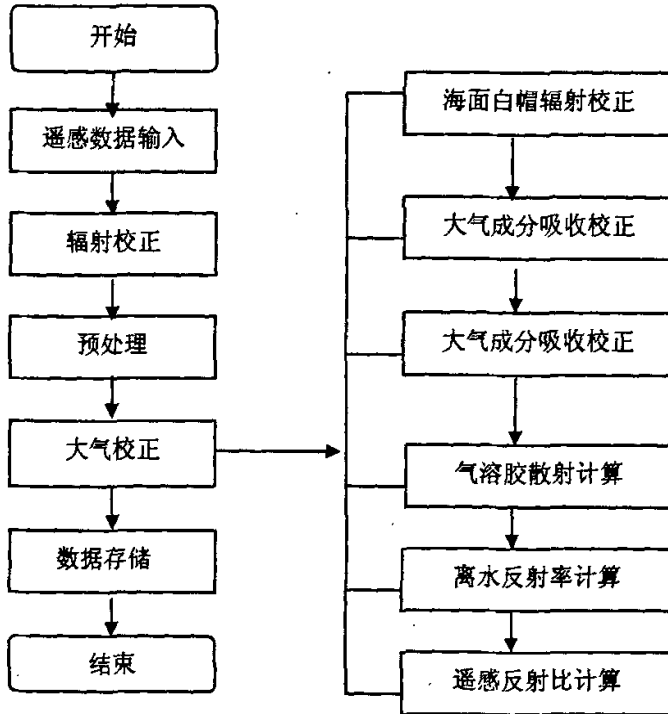 开始
遥感数据输入
辐射校正
预处理
大气校正
数据存储
结束
海面白帽辐射校正
大气成分吸收校正
大气成分吸收校正
气溶胶散射计算
离水反射率计算
遥感反射比计算